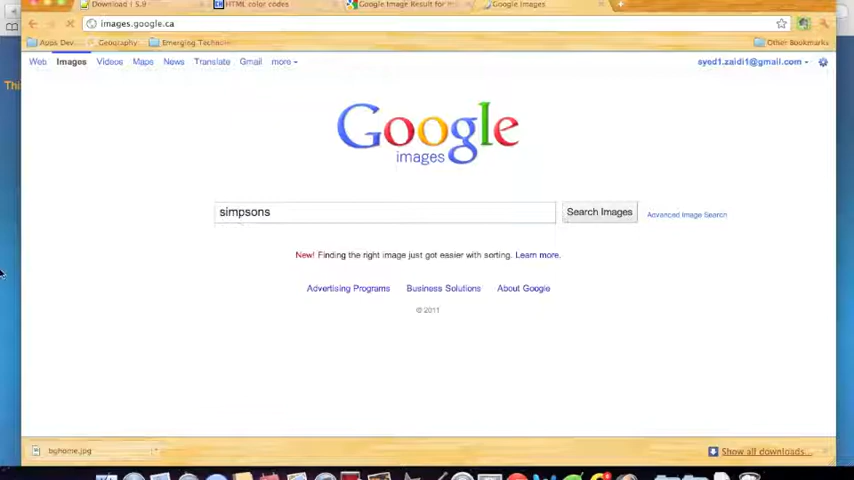 Download | 5.9
HTML color codes
Google Image Result for
Google Images
images.google.ca
Apps Dev
Geography
Emerging Techn
Other Bookmarks
Web Images Videos Maps News Translate Gmail more
syed1.zaidi1@gmail.com
Thi
Google
images
simpsons
Search Images
Advanced Image Search
New! Finding the right image just got easier with sorting. Learn more.
Advertising Programs Business Solutions About Google
© 2011
bghome.jpg
Show all downloads...